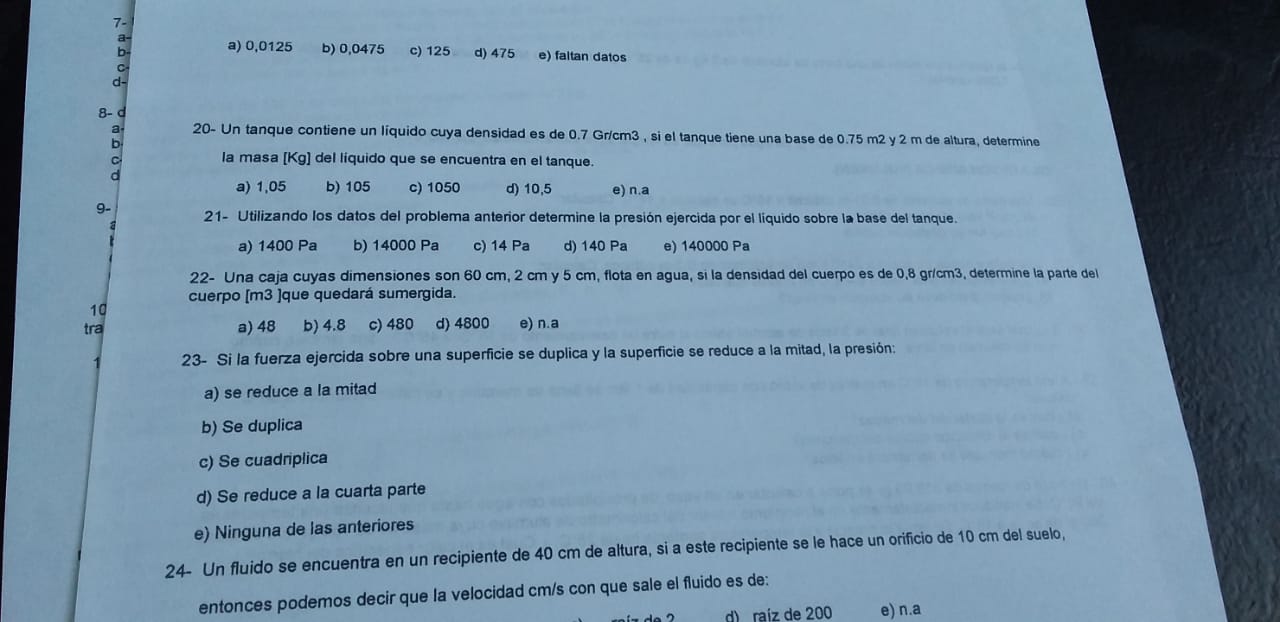 7-
a-
b-
c-
d-
a) 0,0125 b) 0,0475 c) 125 d) 475 e) faltan datos
8- d
a-
b
c
d
20- Un tanque contiene un líquido cuya densidad es de 0.7 Gr/cm3 , si el tanque tiene una base de 0.75 m2 y 2 m de altura, determine
la masa [Kg] del líquido que se encuentra en el tanque.
a) 1,05 b) 105 c) 1050 d) 10,5 e) n.a
9-
21- Utilizando los datos del problema anterior determine la presión ejercida por el líquido sobre la base del tanque.
a) 1400 Pa b) 14000 Pa c) 14 Pa d) 140 Pa e) 140000 Pa
22- Una caja cuyas dimensiones son 60 cm, 2 cm y 5 cm, flota en agua, si la densidad del cuerpo es de 0,8 gr/cm3, determine la parte del
cuerpo [m3 ]que quedará sumergida.
10
tra
a) 48 b) 4.8 c) 480 d) 4800 e) n.a
1
23- Si la fuerza ejercida sobre una superficie se duplica y la superficie se reduce a la mitad, la presión:
a) se reduce a la mitad
b) Se duplica
c) Se cuadriplica
d) Se reduce a la cuarta parte
e) Ninguna de las anteriores
24- Un fluido se encuentra en un recipiente de 40 cm de altura, si a este recipiente se le hace un orificio de 10 cm del suelo,
entonces podemos decir que la velocidad cm/s con que sale el fluido es de:
d) raíz de 200 e) n.a